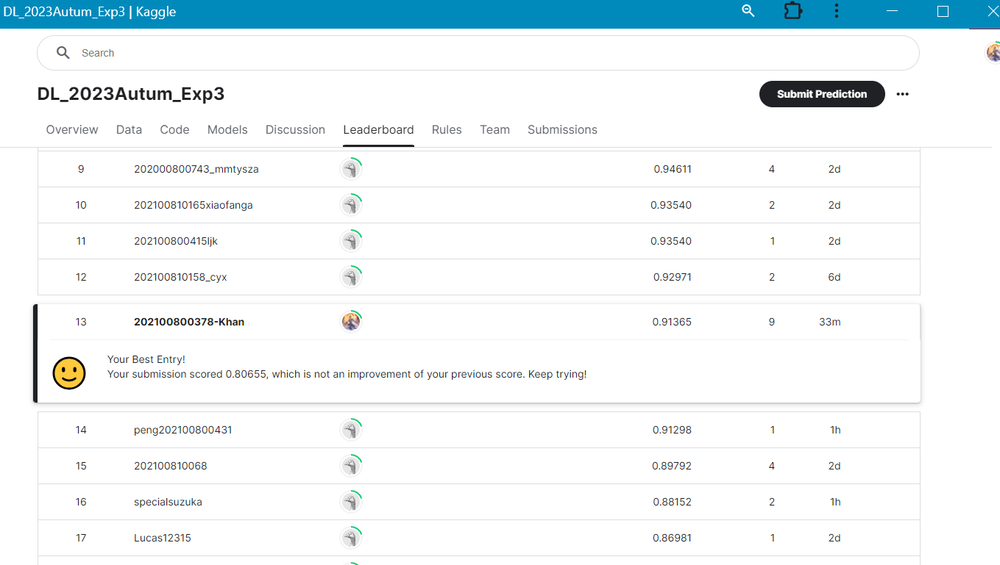 DL_2023Autum_Exp3 | Kaggle
Search
DL_2023Autum_Exp3
Submit Prediction
Overview Data Code Models Discussion Leaderboard Rules Team Submissions
9 202000800743_mmtysza 0.94611 4 2d
10 202100810165xiaofanga 0.93540 2 2d
11 202100800415ljk 0.93540 1 2d
12 202100810158_cyx 0.92971 2 6d
13 202100800378-Khan 0.91365 9 33m
Your Best Entry!
Your submission scored 0.80655, which is not an improvement of your previous score. Keep trying!
14 peng202100800431 0.91298 1 1h
15 202100810068 0.89792 4 2d
16 specialsuzuka 0.88152 2 1h
17 Lucas12315 0.86981 1 2d